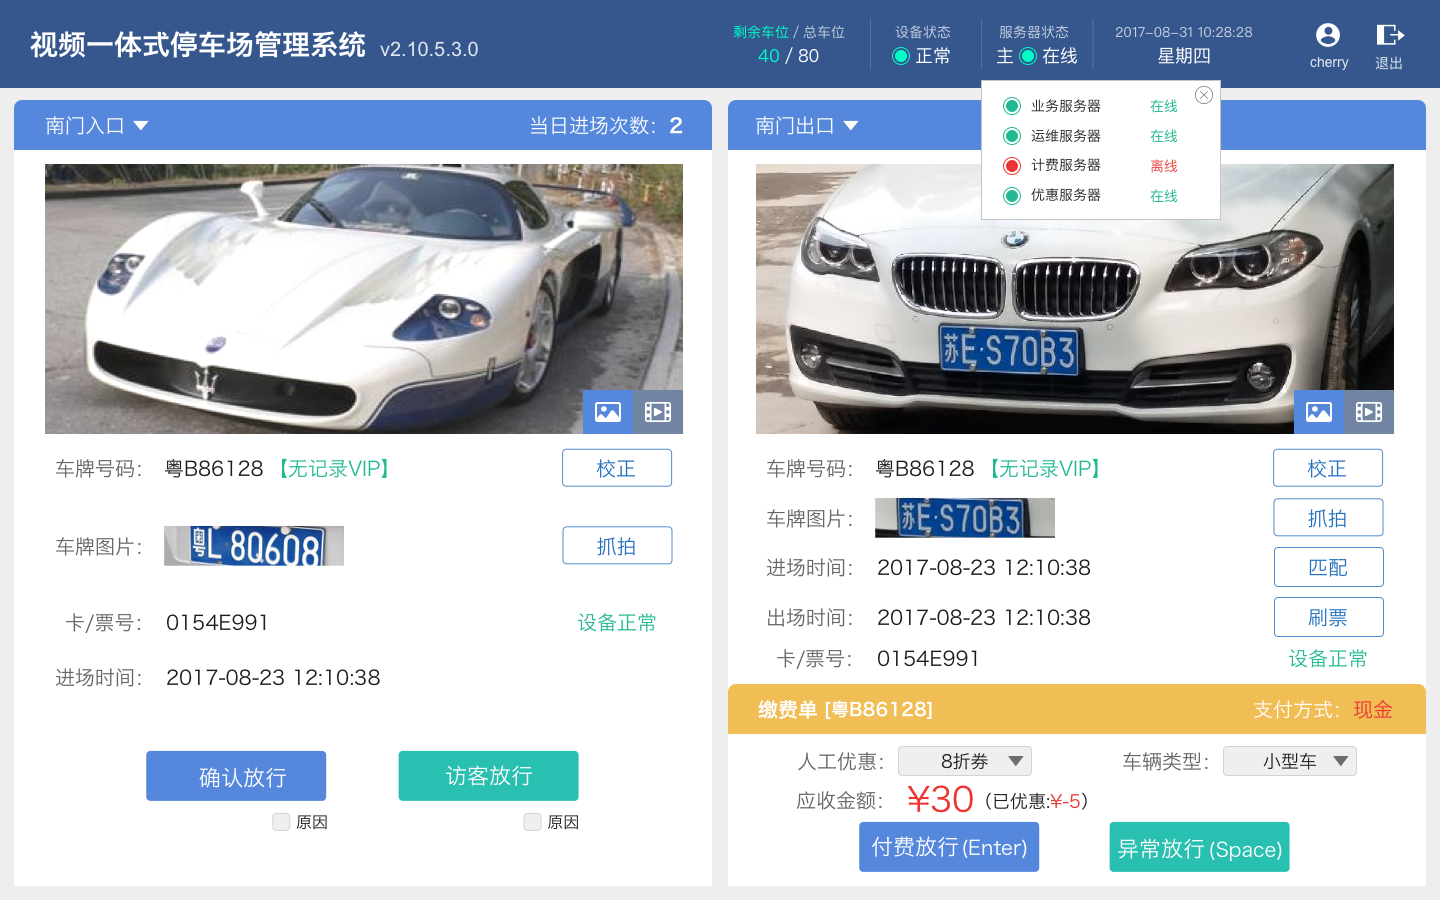 视频一体式停车场管理系统 v2.10.5.3.0
剩余车位 / 总车位
40 / 80
设备状态
正常
服务器状态
主 在线
2017-08-31 10:28:28
星期四
cherry
退出
业务服务器 在线
运维服务器 在线
计费服务器 离线
优惠服务器 在线
南门入口
当日进场次数：2
车牌号码： 粤B86128 【无记录VIP】
校正
车牌图片： 粤L 8Q608
抓拍
卡/票号： 0154E991
设备正常
进场时间： 2017-08-23 12:10:38
确认放行
原因
访客放行
原因
南门出口
苏E·S70B3
车牌号码： 粤B86128 【无记录VIP】
校正
车牌图片： 苏E·S70B3
抓拍
进场时间： 2017-08-23 12:10:38
匹配
出场时间： 2017-08-23 12:10:38
刷票
卡/票号： 0154E991
设备正常
缴费单 [粤B86128]
支付方式：现金
人工优惠： 8折券
车辆类型： 小型车
应收金额： ¥30（已优惠:¥-5）
付费放行(Enter)
异常放行(Space)